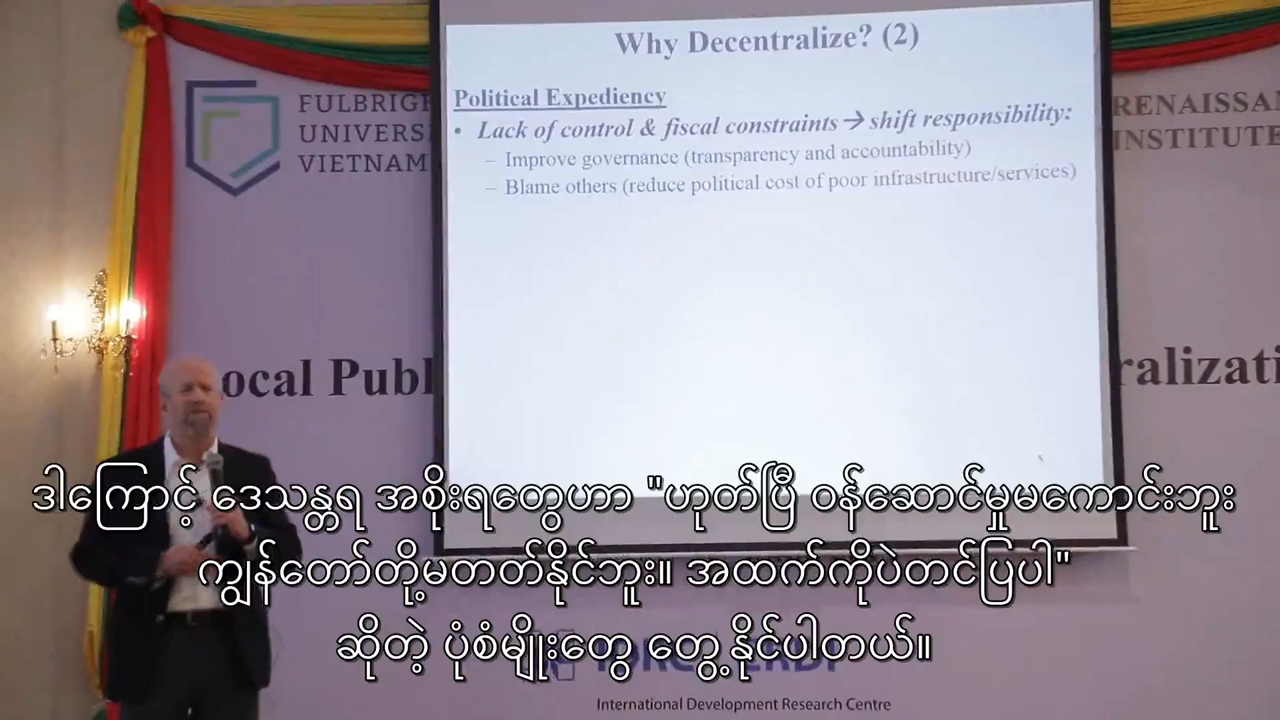 Why Decentralize? (2)
Political Expediency
• Lack of control & fiscal constraints → shift responsibility:
– Improve governance (transparency and accountability)
– Blame others (reduce political cost of poor infrastructure/services)
FULBRIG
UNIVERS
VIETNAM
RENAISSA
INSTITUTE
ocal Publ
ralizati
ဒါကြောင့် ဒေသန္တရ အစိုးရတွေဟာ "ဟုတ်ပြီ ဝန်ဆောင်မှုမကောင်းဘူး
ကျွန်တော်တို့မတတ်နိုင်ဘူး။ အထက်ကိုပဲတင်ပြပါ"
ဆိုတဲ့ ပုံစံမျိုးတွေ တွေ့နိုင်ပါတယ်။
International Development Research Centre